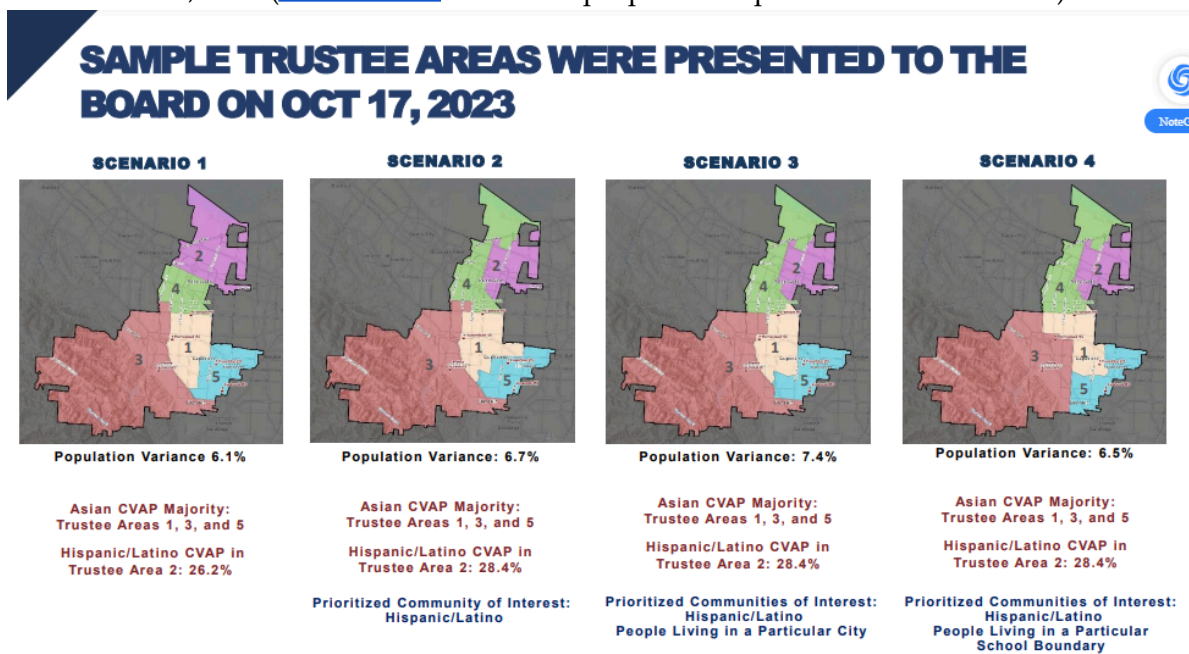 SAMPLE TRUSTEE AREAS WERE PRESENTED TO THE
BOARD ON OCT 17, 2023
SCENARIO 1
2
4
3
1
5
Population Variance 6.1%
Asian CVAP Majority:
Trustee Areas 1, 3, and 5
Hispanic/Latino CVAP in
Trustee Area 2: 26.2%
SCENARIO 2
2
4
3
1
5
Population Variance: 6.7%
Asian CVAP Majority:
Trustee Areas 1, 3, and 5
Hispanic/Latino CVAP in
Trustee Area 2: 28.4%
Prioritized Community of Interest:
Hispanic/Latino
SCENARIO 3
2
4
3
1
5
Population Variance: 7.4%
Asian CVAP Majority:
Trustee Areas 1, 3, and 5
Hispanic/Latino CVAP in
Trustee Area 2: 28.4%
Prioritized Communities of Interest:
Hispanic/Latino
People Living in a Particular City
SCENARIO 4
2
4
3
1
5
Population Variance: 6.5%
Asian CVAP Majority:
Trustee Areas 1, 3, and 5
Hispanic/Latino CVAP in
Trustee Area 2: 28.4%
Prioritized Communities of Interest:
Hispanic/Latino
People Living in a Particular
School Boundary